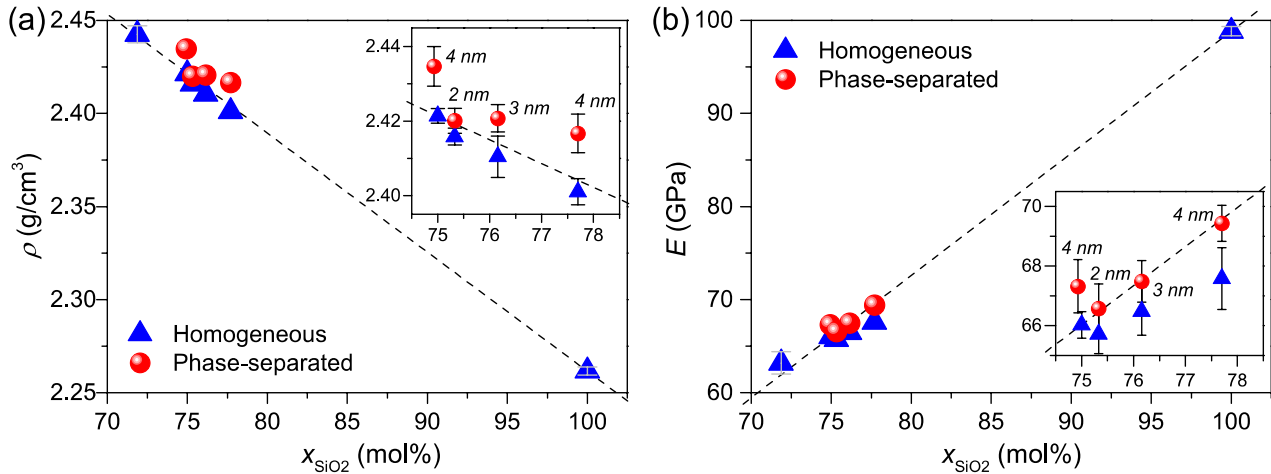 (a)
2.45
2.40
2.35
2.30
2.25
ρ (g/cm³)
70 75 80 85 90 95 100
xSiO2 (mol%)
Homogeneous
Phase-separated
2.44
2.42
2.40
75 76 77 78
4 nm
2 nm
3 nm
4 nm
(b)
100
90
80
70
60
E (GPa)
70 75 80 85 90 95 100
xSiO2 (mol%)
Homogeneous
Phase-separated
70
68
66
75 76 77 78
4 nm
4 nm
2 nm
3 nm